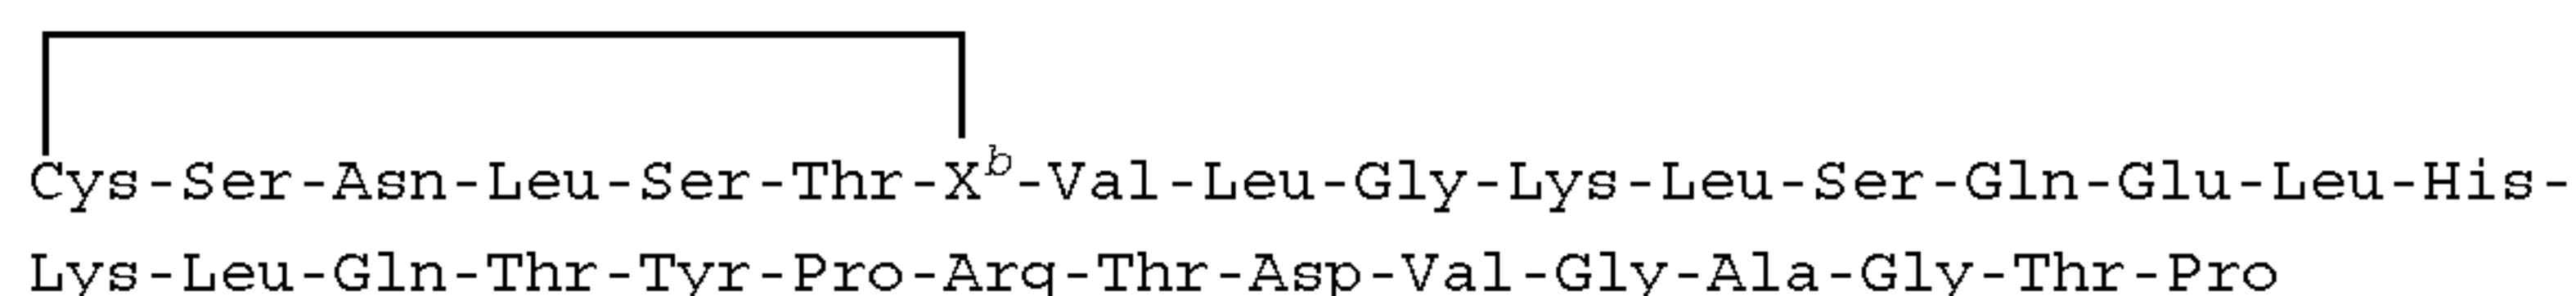 Cys-Ser-Asn-Leu-Ser-Thr-Xᵇ-Val-Leu-Gly-Lys-Leu-Ser-Gln-Glu-Leu-His-
Lys-Leu-Gln-Thr-Tyr-Pro-Arg-Thr-Asp-Val-Gly-Ala-Gly-Thr-Pro